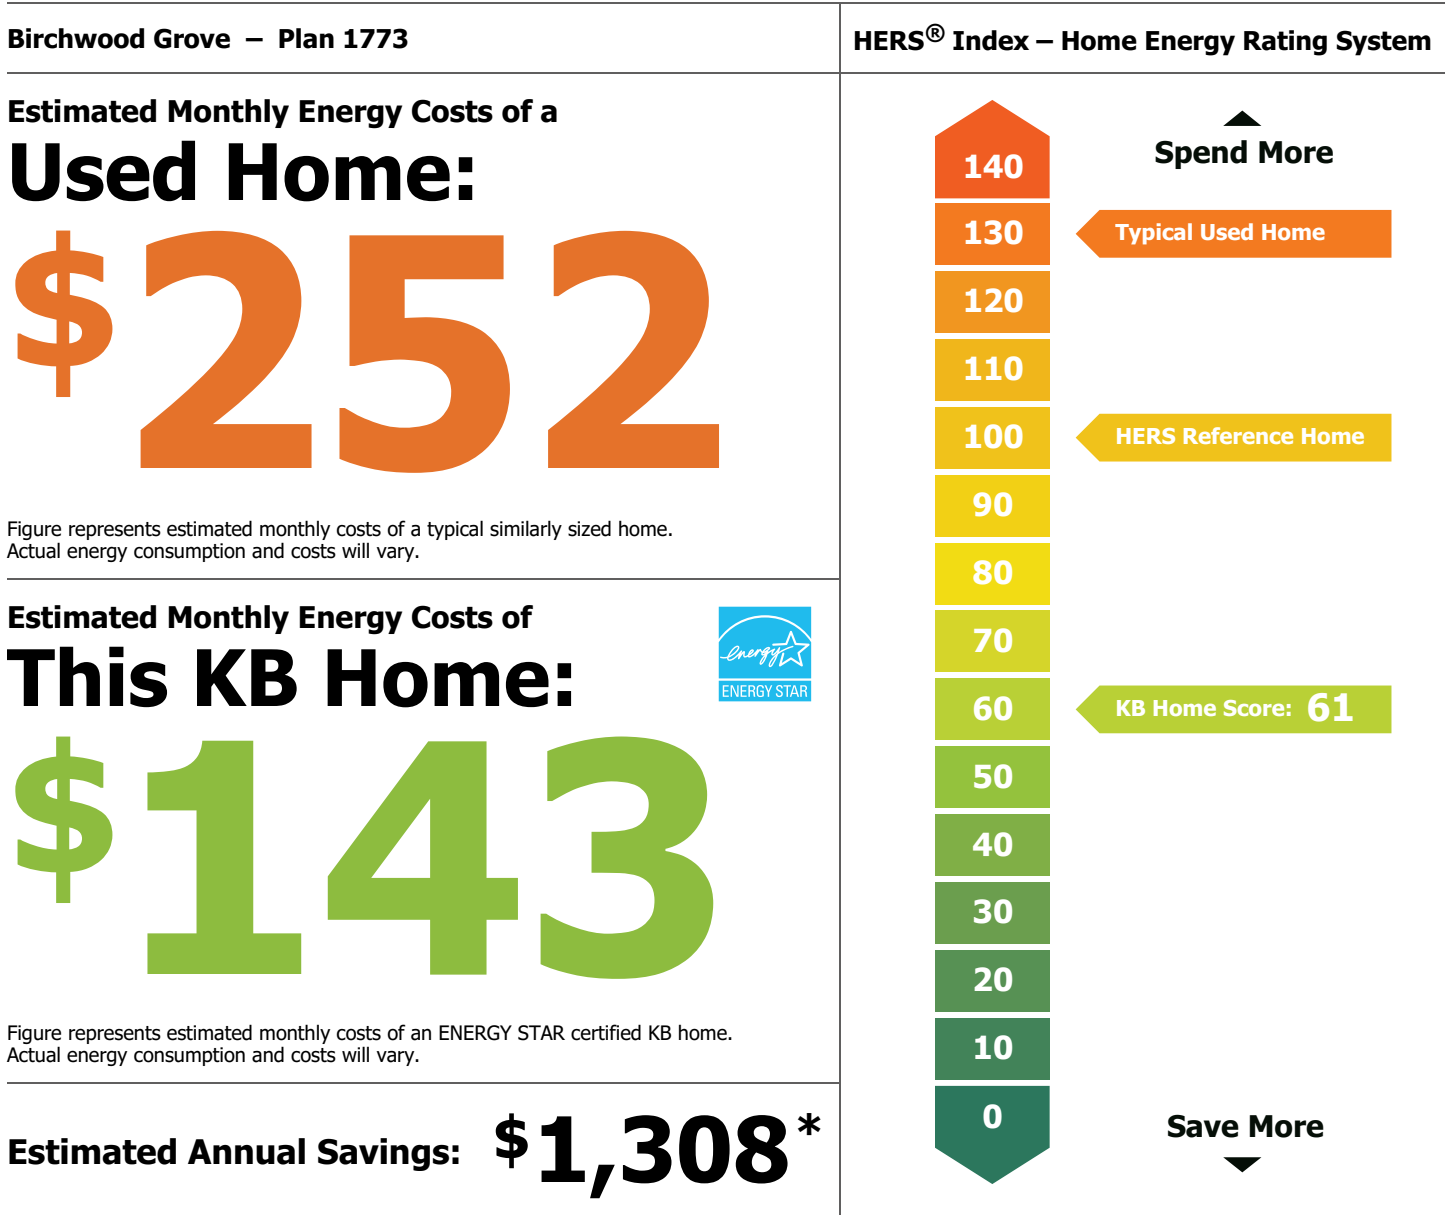 Birchwood Grove – Plan 1773
HERS® Index – Home Energy Rating System
Estimated Monthly Energy Costs of a
Used Home:
$252
Figure represents estimated monthly costs of a typical similarly sized home.
Actual energy consumption and costs will vary.
Estimated Monthly Energy Costs of
This KB Home:
energy
ENERGY STAR
$143
Figure represents estimated monthly costs of an ENERGY STAR certified KB home.
Actual energy consumption and costs will vary.
Estimated Annual Savings: $1,308*
Spend More
140
130 Typical Used Home
120
110
100 HERS Reference Home
90
80
70
60 KB Home Score: 61
50
40
30
20
10
0
Save More